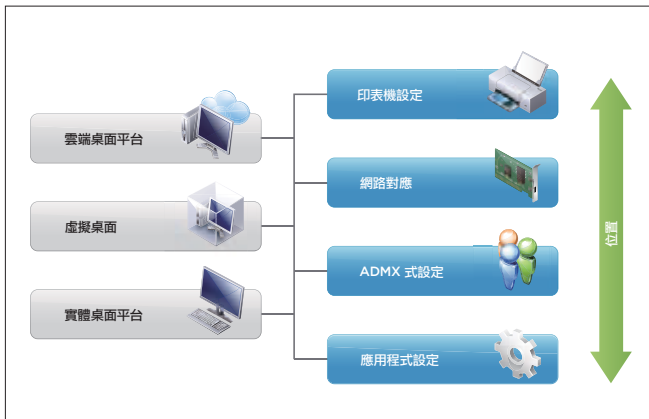 雲端桌面平台
虛擬桌面
實體桌面平台
印表機設定
網路對應
ADMX 式設定
應用程式設定
位置